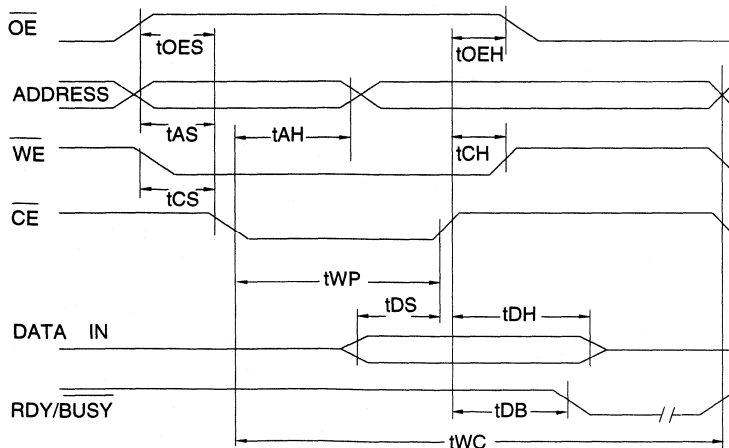 OE
tOES
tOEH
ADDRESS
tAS
tAH
tCH
WE
tCS
CE
tWP
tDS
tDH
DATA IN
RDY/BUSY
tDB
tWC